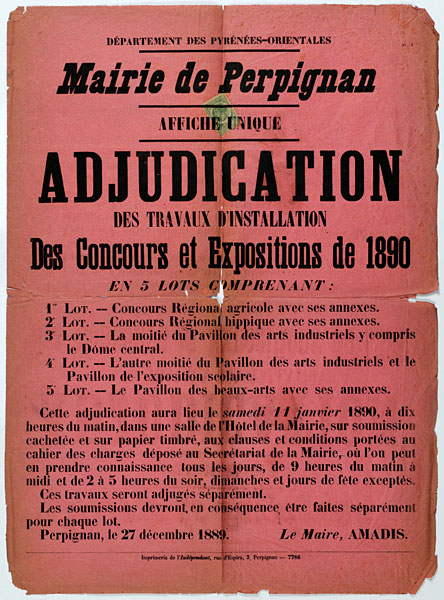 DÉPARTEMENT DES PYRÉNÉES-ORIENTALES
Mairie de Perpignan
AFFICHE UNIQUE
ADJUDICATION
DES TRAVAUX D'INSTALLATION
Des Concours et Expositions de 1890
EN 5 LOTS COMPRENANT :
1er LOT. — Concours Régional agricole avec ses annexes.
2e LOT. — Concours Régional hippique avec ses annexes.
3e LOT. — La moitié du Pavillon des arts industriels y compris
le Dôme central.
4e LOT. — L'autre moitié du Pavillon des arts industriels et le
Pavillon de l'exposition scolaire.
5e LOT. — Le Pavillon des beaux-arts avec ses annexes.
Cette adjudication aura lieu le samedi 11 janvier 1890, à dix
heures du matin, dans une salle de l'Hôtel de la Mairie, sur soumission
cachetée et sur papier timbré, aux clauses et conditions portées au
cahier des charges déposé au Secrétariat de la Mairie, où l'on peut
en prendre connaissance tous les jours, de 9 heures du matin à
midi et de 2 à 5 heures du soir, dimanches et jours de fête exceptés.
Ces travaux seront adjugés séparément.
Les soumissions devront, en conséquence, être faites séparément
pour chaque lot.
Perpignan, le 27 décembre 1889. Le Maire, AMADIS.
Imprimerie de l'Indépendant, rue d'Espira, 3, Perpignan — 7786